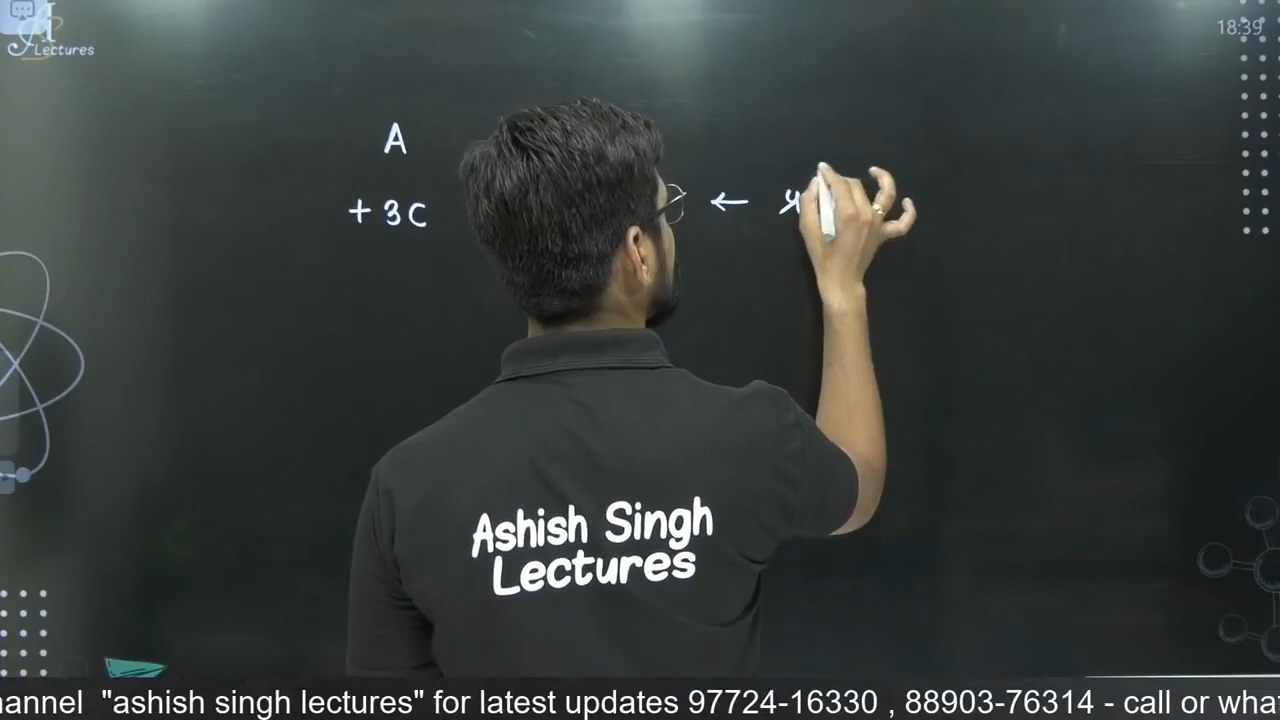 Lectures
18:39
A
+ 3C
←
Ashish Singh
Lectures
hannel "ashish singh lectures" for latest updates 97724-16330 , 88903-76314 - call or what